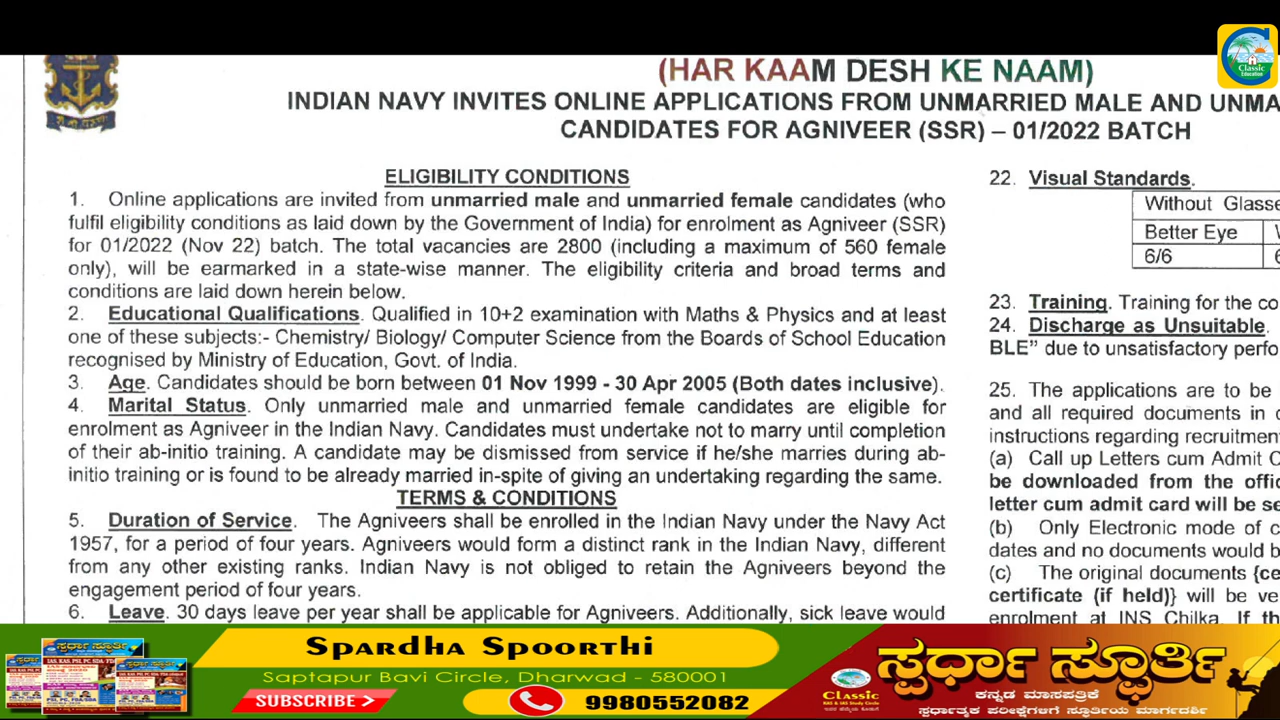 (HAR KAAM DESH KE NAAM)
INDIAN NAVY INVITES ONLINE APPLICATIONS FROM UNMARRIED MALE AND UNMA
CANDIDATES FOR AGNIVEER (SSR) – 01/2022 BATCH
Classic
Education
ELIGIBILITY CONDITIONS
1. Online applications are invited from unmarried male and unmarried female candidates (who
fulfil eligibility conditions as laid down by the Government of India) for enrolment as Agniveer (SSR)
for 01/2022 (Nov 22) batch. The total vacancies are 2800 (including a maximum of 560 female
only), will be earmarked in a state-wise manner. The eligibility criteria and broad terms and
conditions are laid down herein below.
2. Educational Qualifications. Qualified in 10+2 examination with Maths & Physics and at least
one of these subjects:- Chemistry/ Biology/ Computer Science from the Boards of School Education
recognised by Ministry of Education, Govt. of India.
3. Age. Candidates should be born between 01 Nov 1999 - 30 Apr 2005 (Both dates inclusive).
4. Marital Status. Only unmarried male and unmarried female candidates are eligible for
enrolment as Agniveer in the Indian Navy. Candidates must undertake not to marry until completion
of their ab-initio training. A candidate may be dismissed from service if he/she marries during ab-
initio training or is found to be already married in-spite of giving an undertaking regarding the same.
TERMS & CONDITIONS
5. Duration of Service. The Agniveers shall be enrolled in the Indian Navy under the Navy Act
1957, for a period of four years. Agniveers would form a distinct rank in the Indian Navy, different
from any other existing ranks. Indian Navy is not obliged to retain the Agniveers beyond the
engagement period of four years.
6. Leave. 30 days leave per year shall be applicable for Agniveers. Additionally, sick leave would
22. Visual Standards.
Without Glasse
Better Eye
6/6
23. Training. Training for the co
24. Discharge as Unsuitable.
BLE” due to unsatisfactory perfo
25. The applications are to be
and all required documents in
instructions regarding recruitmen
(a) Call up Letters cum Admit C
be downloaded from the offic
letter cum admit card will be se
(b) Only Electronic mode of c
dates and no documents would b
(c) The original documents {ce
certificate (if held)} will be ve
enrolment at INS Chilka. If th
Spardha Spoorthi
Saptapur Bavi Circle, Dharwad - 580001
SUBSCRIBE
9980552082
Classic
KAS & IAS Study Circle
ಸ್ಪರ್ಧಾ ಸ್ಫೂರ್ತಿ
ಕನ್ನಡ ಮಾಸಪತ್ರಿಕೆ
ಸ್ಪರ್ಧಾತ್ಮಕ ಪರೀಕ್ಷೆಗಳಿಗೆ ಸ್ಫೂರ್ತಿಯ ಮಾರ್ಗದರ್ಶಿ